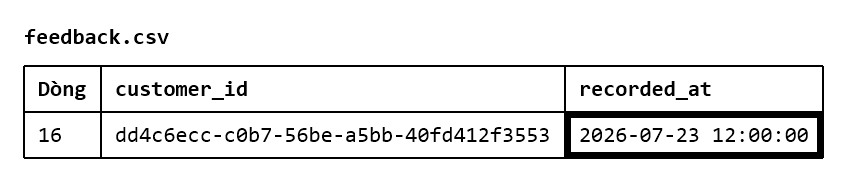 feedback.csv
Dòng customer_id recorded_at
16 dd4c6ecc-c0b7-56be-a5bb-40fd412f3553 2026-07-23 12:00:00